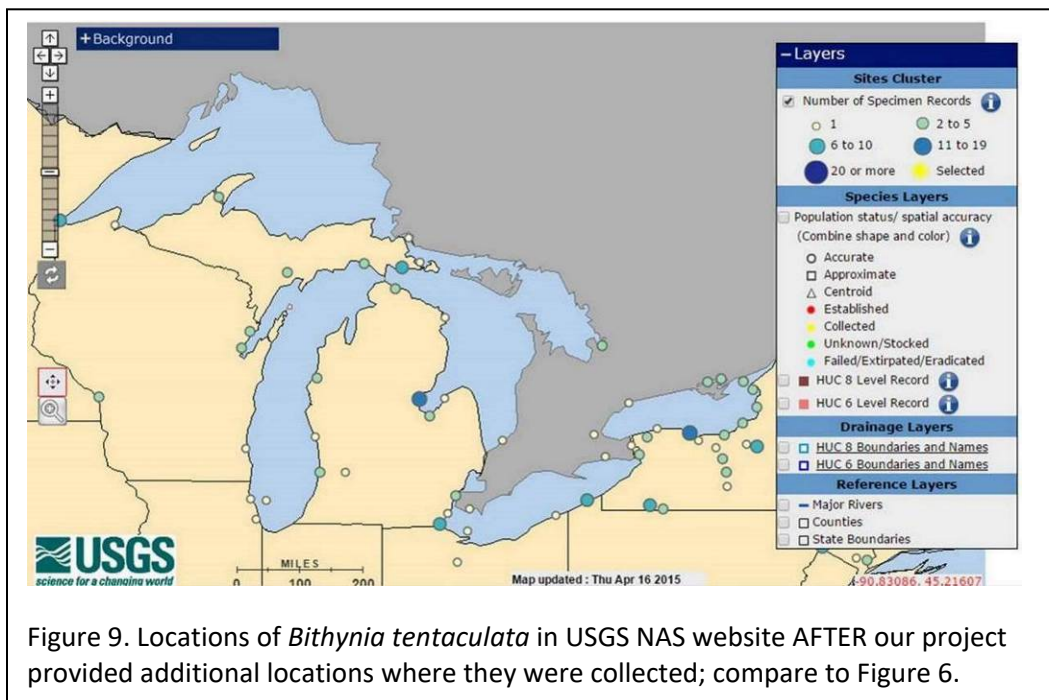 +Background
−Layers
Sites Cluster
Number of Specimen Records
1
2 to 5
6 to 10
11 to 19
20 or more
Selected
Species Layers
Population status/ spatial accuracy
(Combine shape and color)
Accurate
Approximate
Centroid
Established
Collected
Unknown/Stocked
Failed/Extirpated/Eradicated
HUC 8 Level Record
HUC 6 Level Record
Drainage Layers
HUC 8 Boundaries and Names
HUC 6 Boundaries and Names
Reference Layers
Major Rivers
Counties
State Boundaries
USGS
science for a changing world
MILES
0 100 200
Map updated : Thu Apr 16 2015
-90.83086, 45.21607
Figure 9. Locations of Bithynia tentaculata in USGS NAS website AFTER our project
provided additional locations where they were collected; compare to Figure 6.